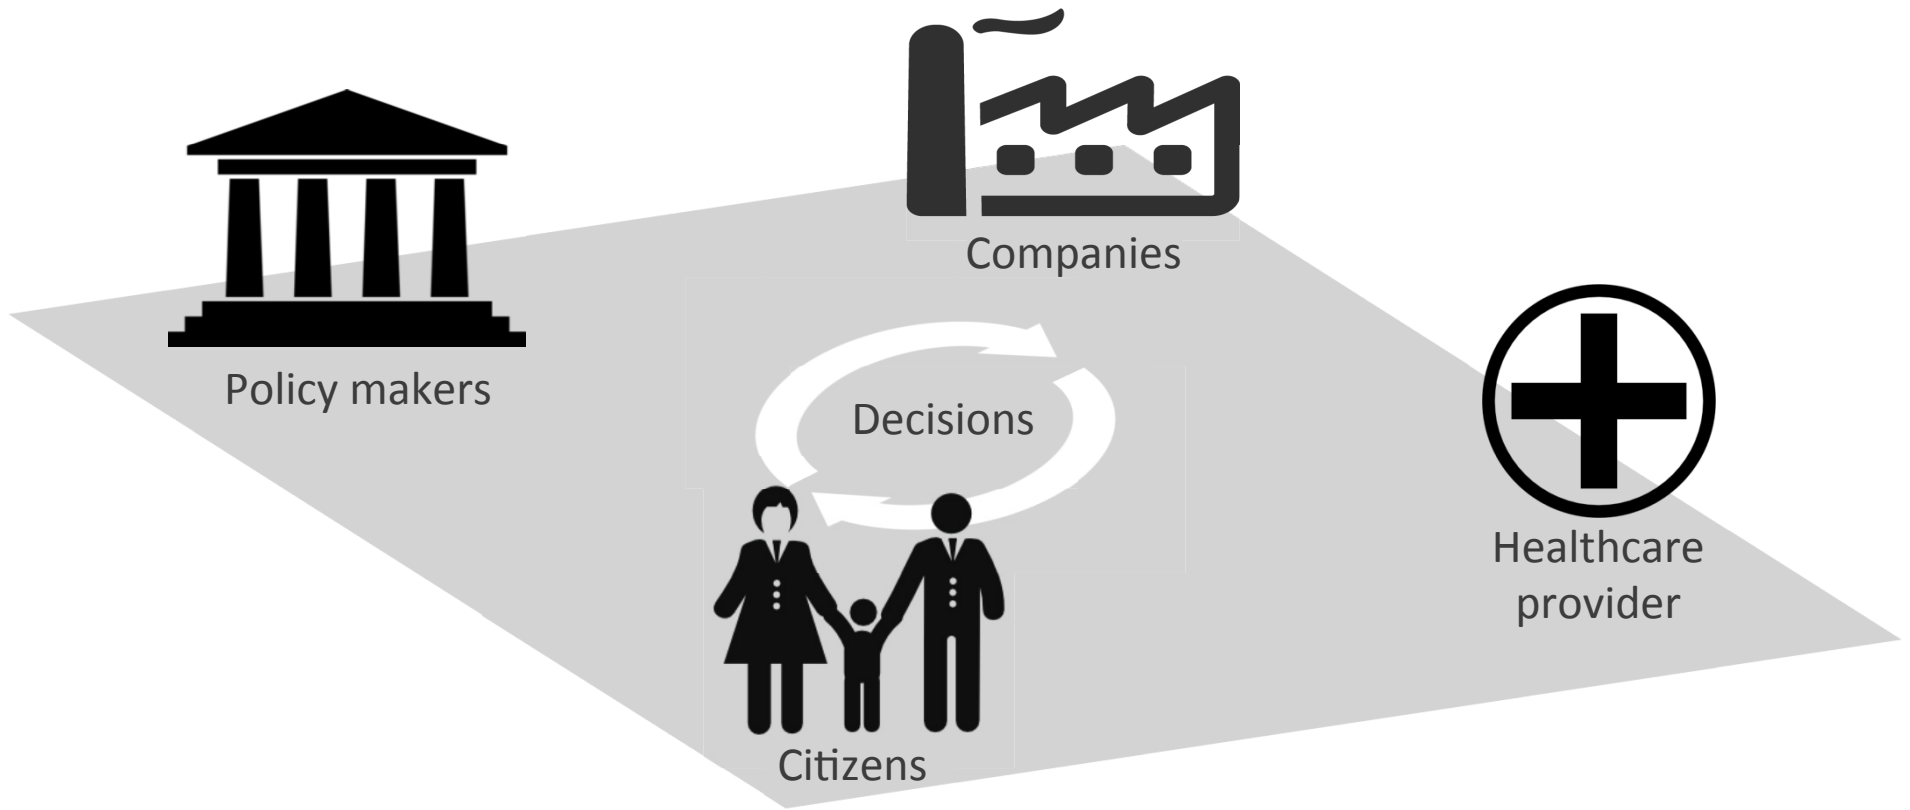 Companies
Policy makers
Decisions
Healthcare
provider
Citizens